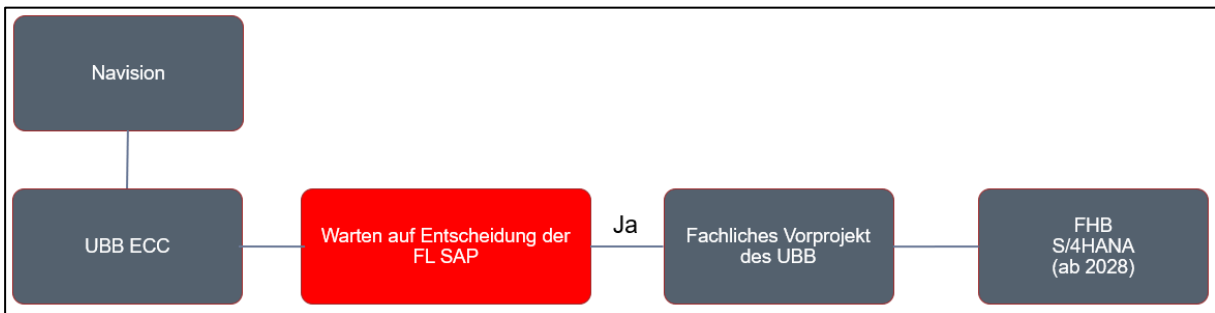 Navision
UBB ECC
Warten auf Entscheidung der
FL SAP
Ja
Fachliches Vorprojekt
des UBB
FHB
S/4HANA
(ab 2028)